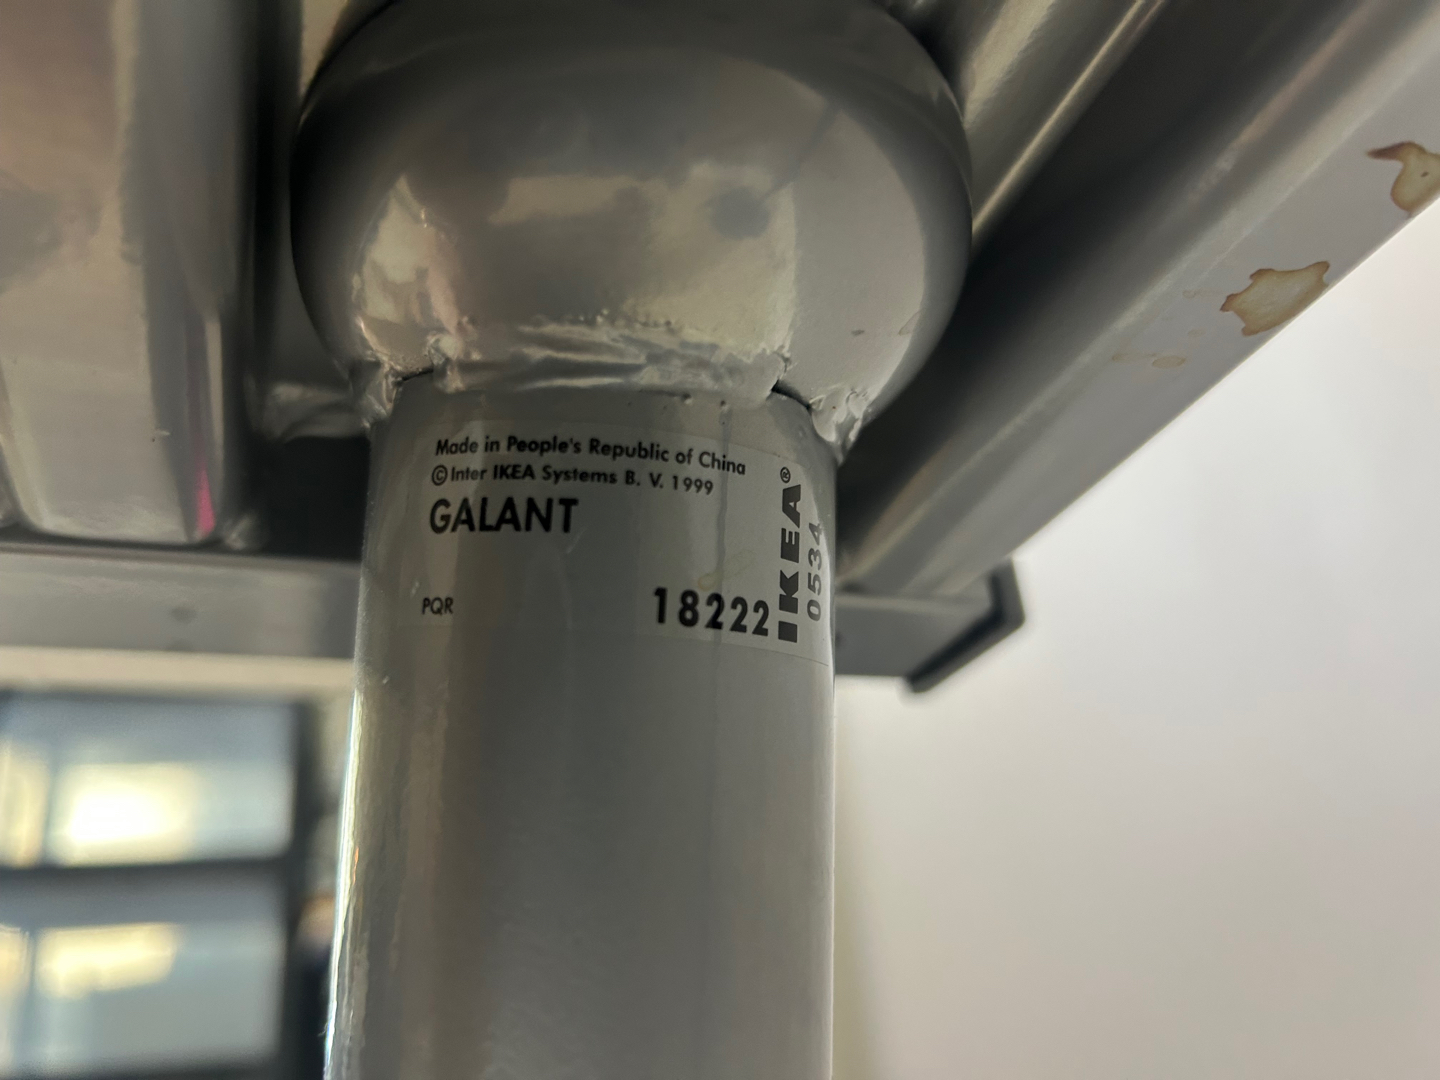 Made in People's Republic of China
© Inter IKEA Systems B. V. 1999
GALANT
PQR
18222
IKEA®
0534